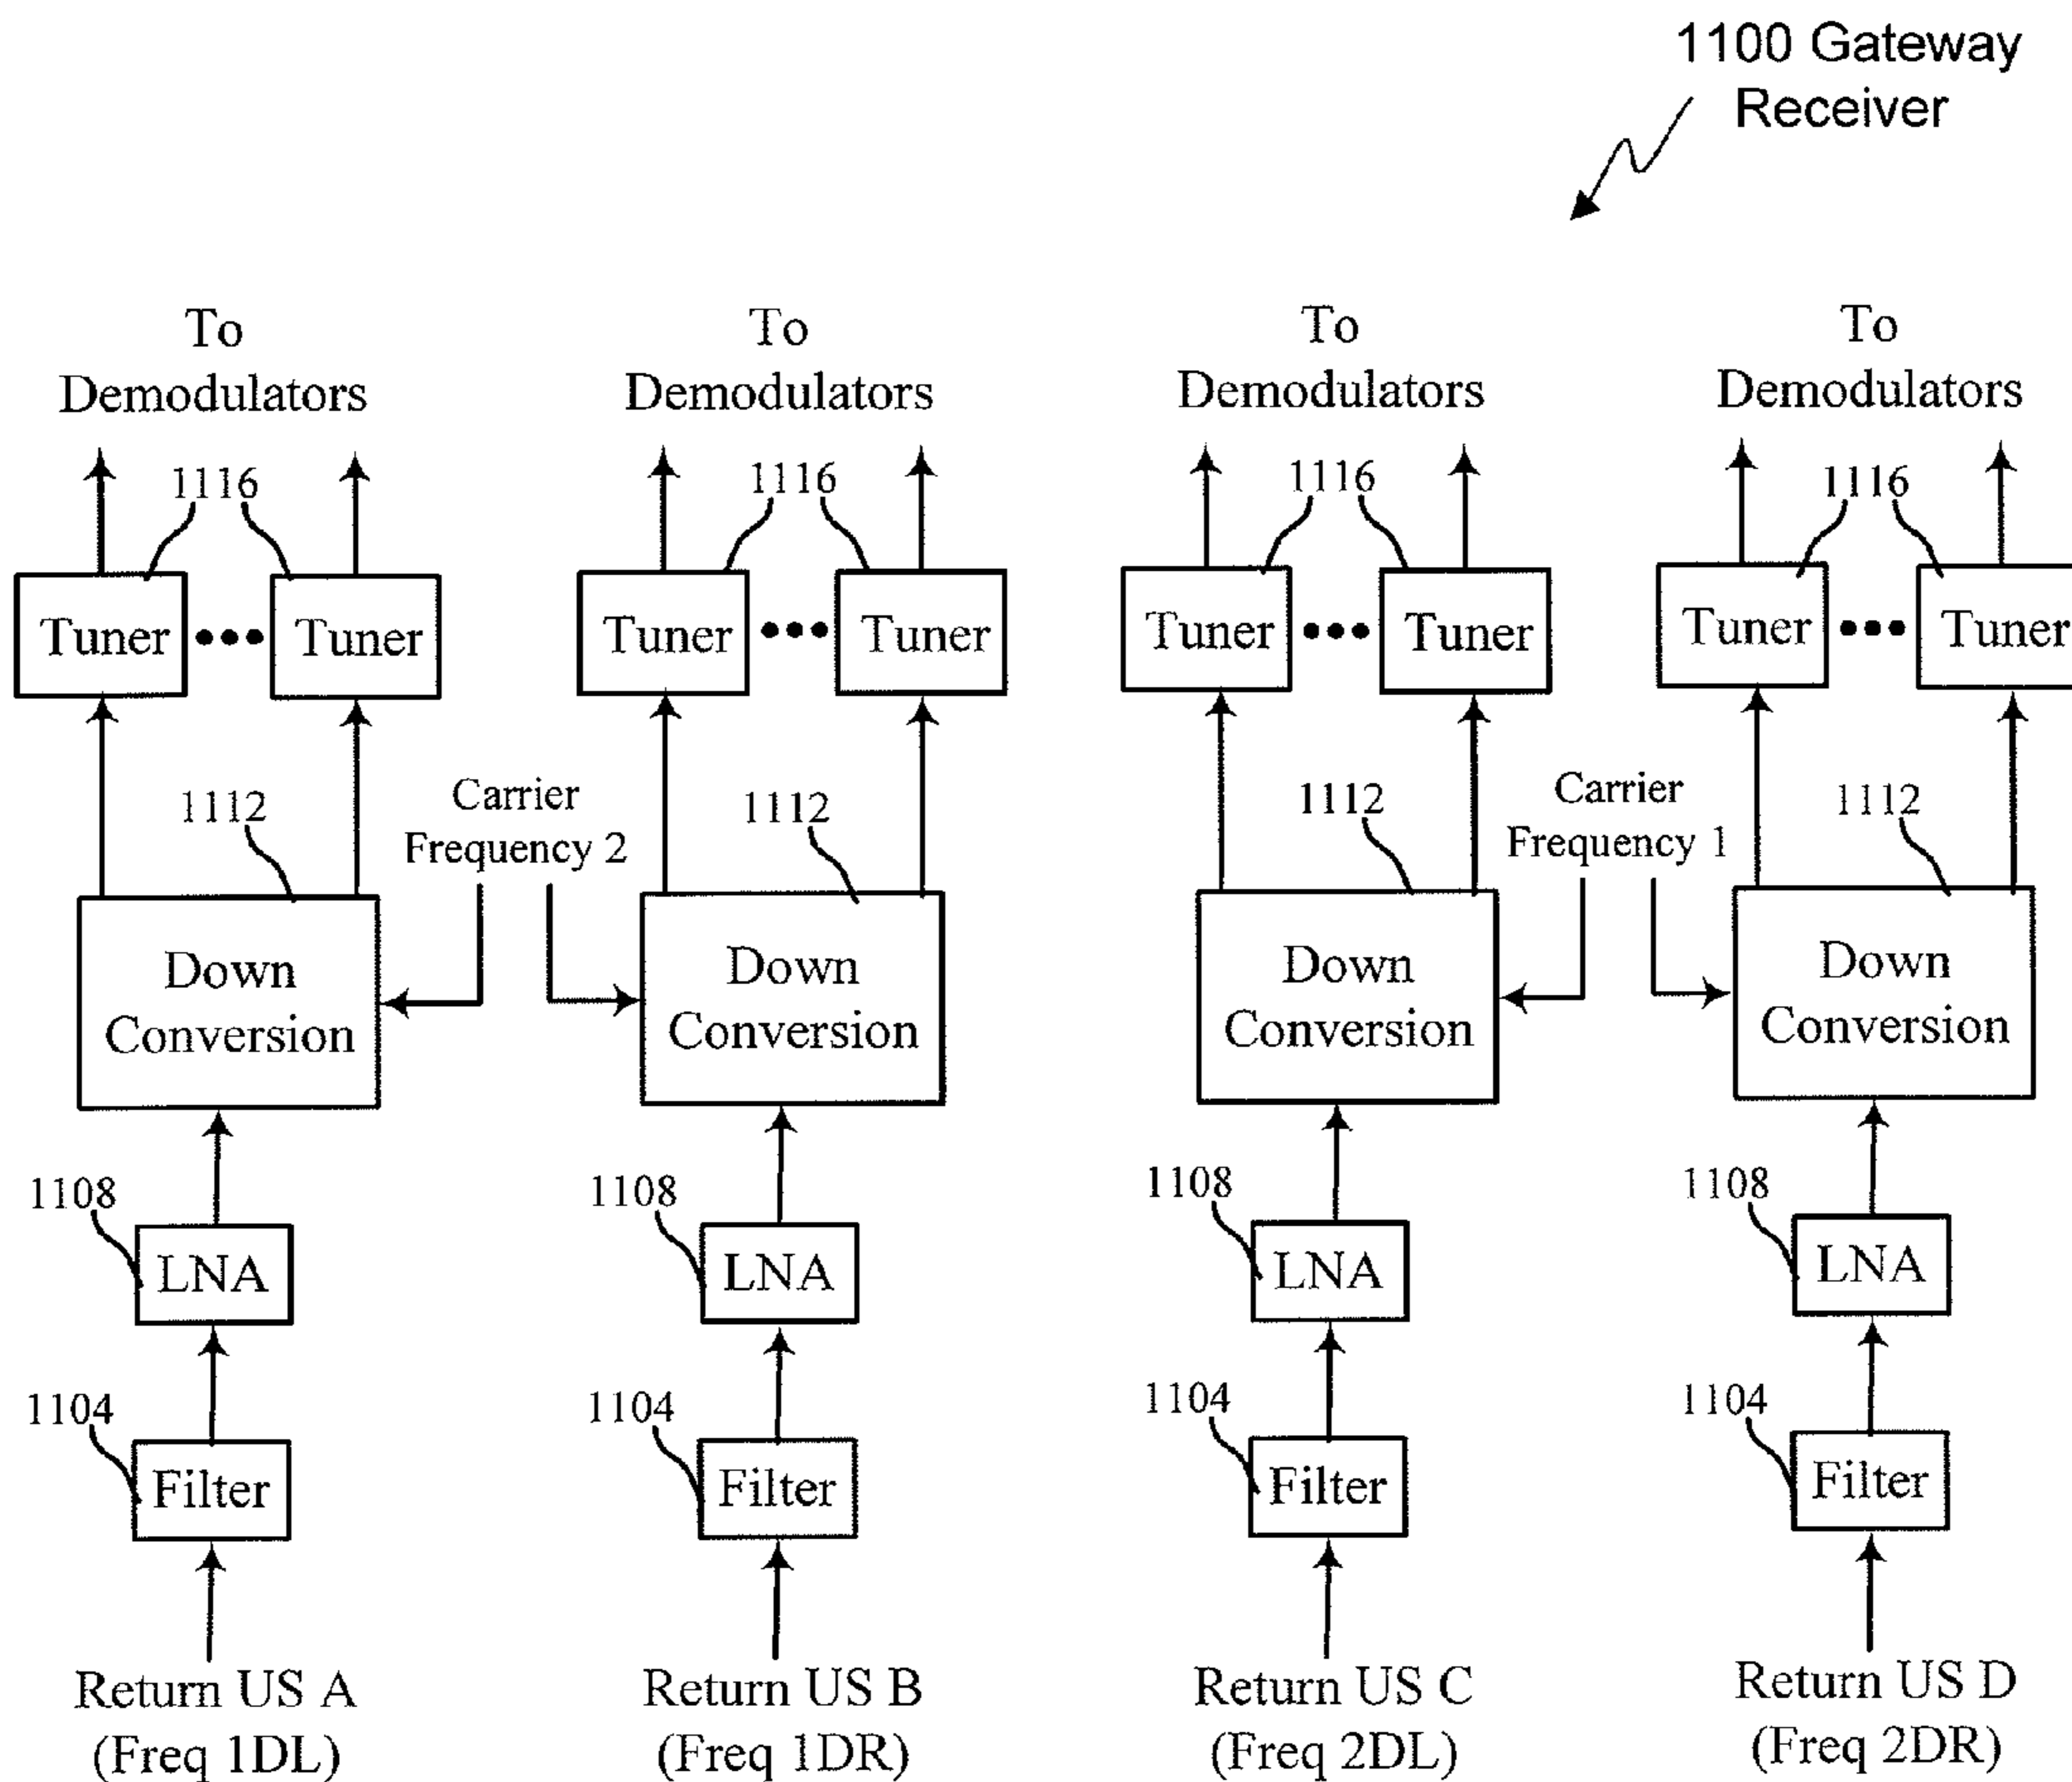 1100 Gateway
Receiver
To
Demodulators
To
Demodulators
To
Demodulators
To
Demodulators
1116
1116
1116
1116
Tuner
Tuner
Tuner
Tuner
Tuner
Tuner
Tuner
Tuner
1112
Carrier
Frequency 2
1112
1112
Carrier
Frequency 1
1112
Down
Conversion
Down
Conversion
Down
Conversion
Down
Conversion
1108
1108
1108
1108
LNA
LNA
LNA
LNA
1104
1104
1104
1104
Filter
Filter
Filter
Filter
Return US A
(Freq 1DL)
Return US B
(Freq 1DR)
Return US C
(Freq 2DL)
Return US D
(Freq 2DR)